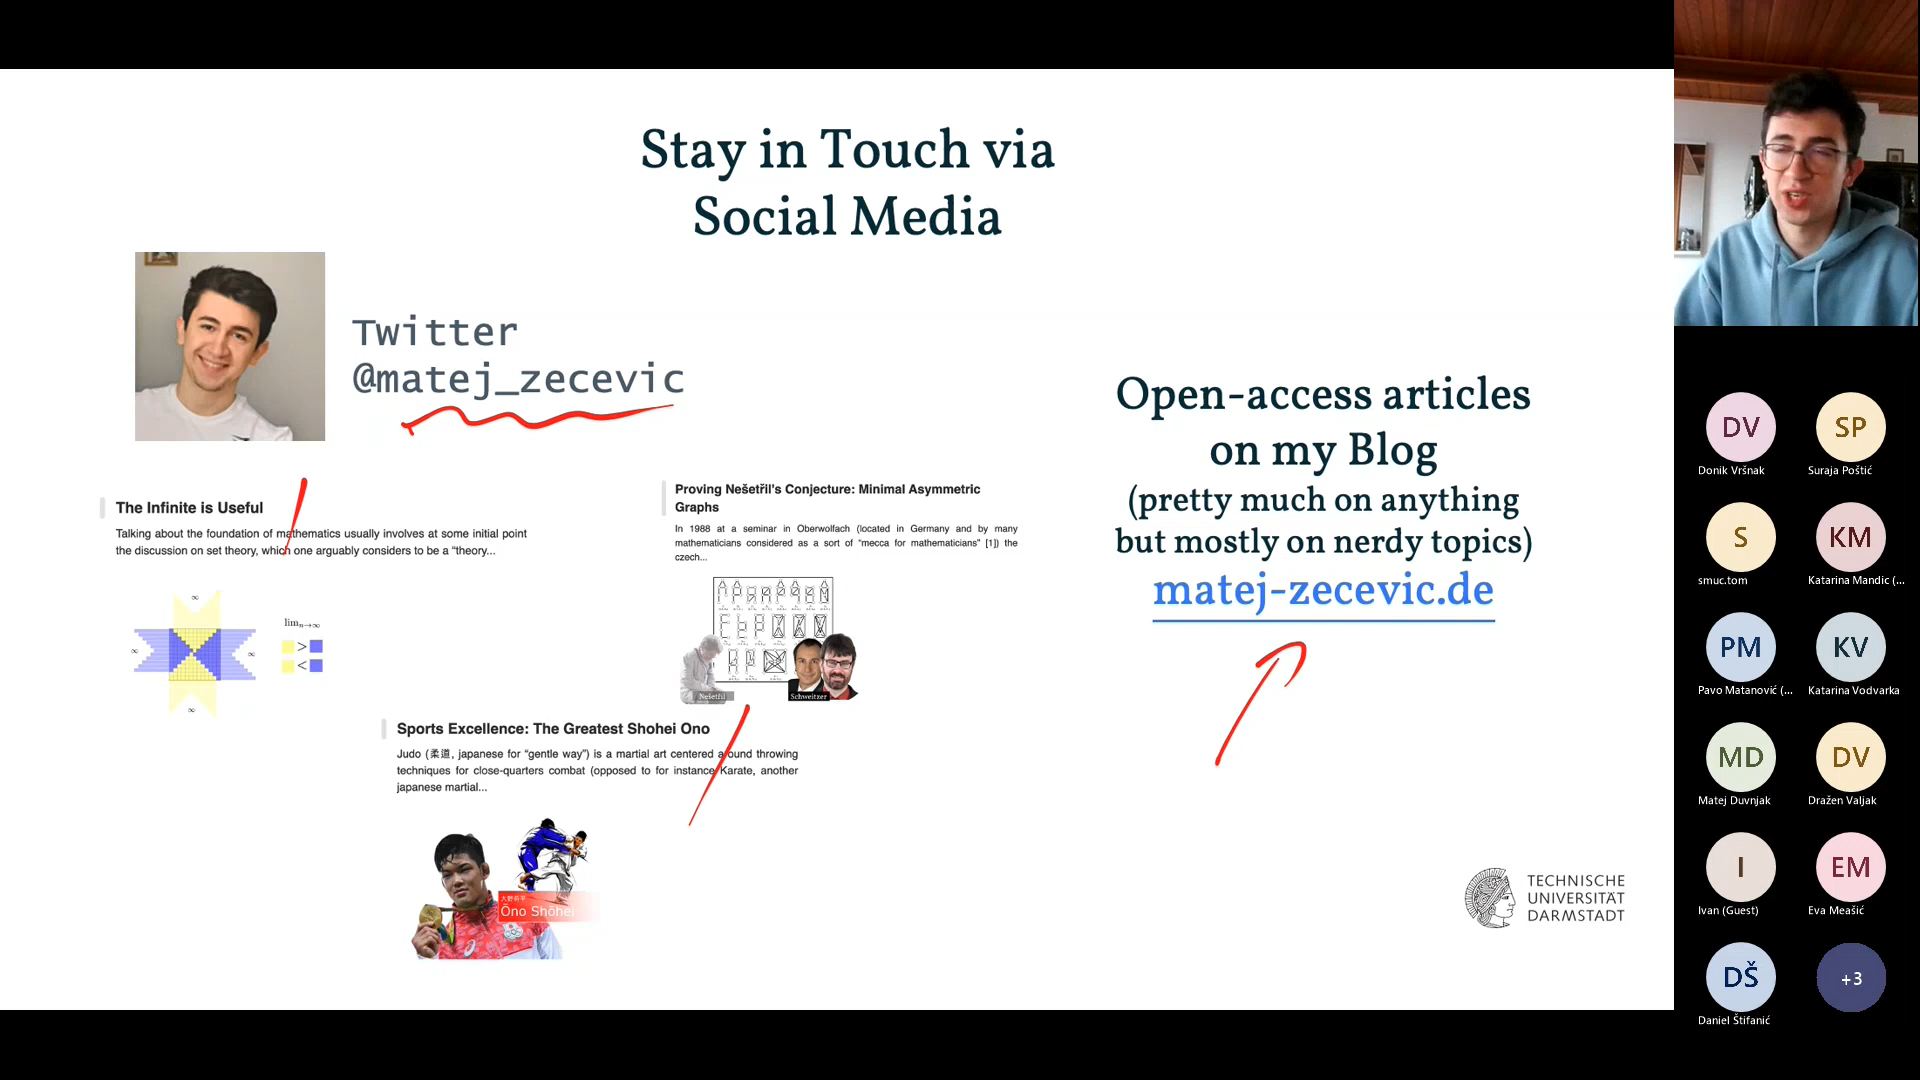 Stay in Touch via
Social Media
Twitter
@matej_zecevic
Open-access articles
on my Blog
(pretty much on anything
but mostly on nerdy topics)
matej-zecevic.de
The Infinite is Useful
Talking about the foundation of mathematics usually involves at some initial point
the discussion on set theory, which one arguably considers to be a “theory...
∞
∞
∞
∞
lim n→∞
>
<
Proving Nešetřil's Conjecture: Minimal Asymmetric
Graphs
In 1988 at a seminar in Oberwolfach (located in Germany and by many
mathematicians considered as a sort of “mecca for mathematicians” [1]) the
czech...
Nešetřil
Schweitzer
Sports Excellence: The Greatest Shohei Ono
Judo (柔道, japanese for “gentle way”) is a martial art centered around throwing
techniques for close-quarters combat (opposed to for instance Karate, another
japanese martial...
大野将平
Ōno Shōhei
TECHNISCHE
UNIVERSITÄT
DARMSTADT
DV
Donik Vršnak
SP
Suraja Poštić
S
smuc.tom
KM
Katarina Mandic (...
PM
Pavo Matanović (...
KV
Katarina Vodvarka
MD
Matej Duvnjak
DV
Dražen Valjak
I
Ivan (Guest)
EM
Eva Meašić
DŠ
Daniel Štifanić
+3